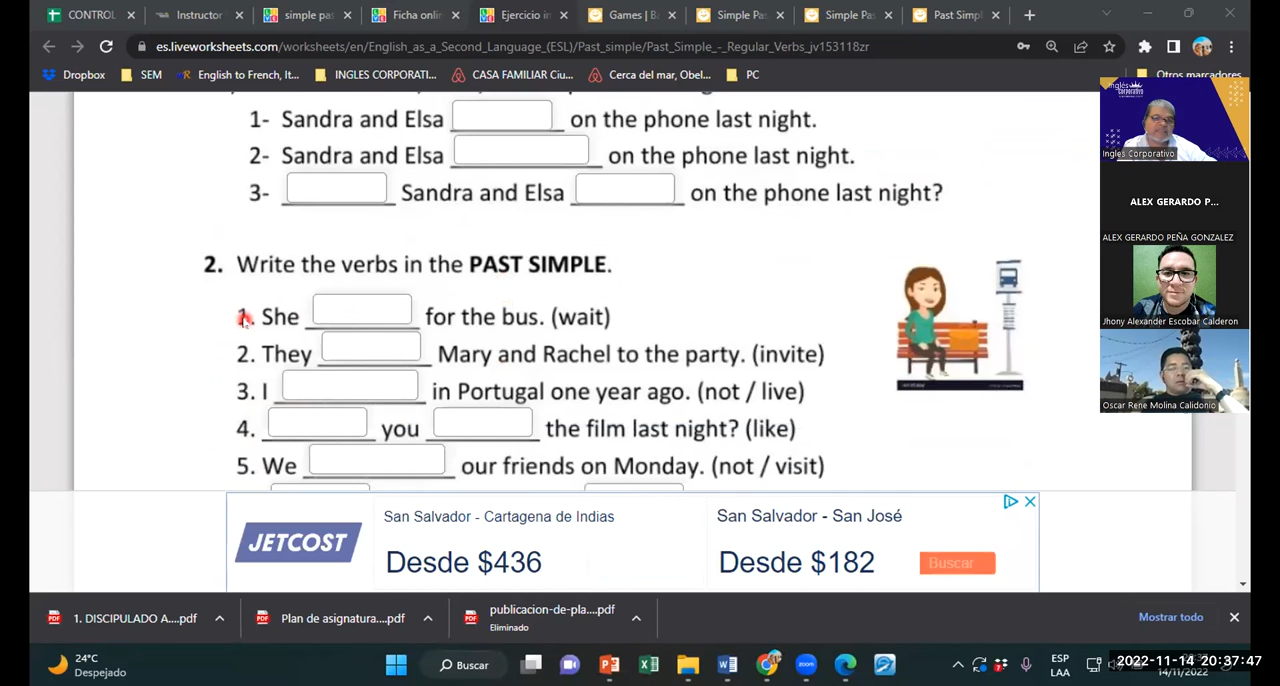 CONTROL
Instructor
simple pas
Ficha onlin
Ejercicio in
Games | Ba
Simple Pa
Simple Pa
Past Simpl
es.liveworksheets.com/worksheets/en/English_as_a_Second_Language_(ESL)/Past_simple/Past_Simple_-_Regular_Verbs_jv153118zr
Dropbox
SEM
English to French, It...
INGLES CORPORATI...
CASA FAMILIAR Ciu...
Cerca del mar, Obel...
PC
Otros marcadores
1- Sandra and Elsa on the phone last night.
2- Sandra and Elsa on the phone last night.
3- Sandra and Elsa on the phone last night?
2. Write the verbs in the PAST SIMPLE.
1. She for the bus. (wait)
2. They Mary and Rachel to the party. (invite)
3. I in Portugal one year ago. (not / live)
4. you the film last night? (like)
5. We our friends on Monday. (not / visit)
Inglés
corporativo
Ingles Corporativo
ALEX GERARDO P...
ALEX GERARDO PEÑA GONZALEZ
Jhony Alexander Escobar Calderon
Oscar Rene Molina Calidonio
JETCOST
San Salvador - Cartagena de Indias
Desde $436
San Salvador - San José
Desde $182
Buscar
1. DISCIPULADO A....pdf
Plan de asignatura....pdf
publicacion-de-pla....pdf
Eliminado
Mostrar todo
24°C
Despejado
Buscar
ESP
LAA
2022-11-14 20:37:47
14/11/2022